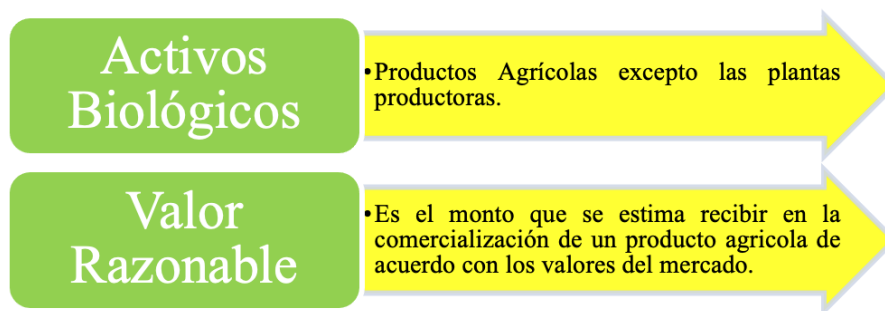 Activos
Biológicos
•Productos Agrícolas excepto las plantas
productoras.
Valor
Razonable
•Es el monto que se estima recibir en la
comercialización de un producto agricola de
acuerdo con los valores del mercado.